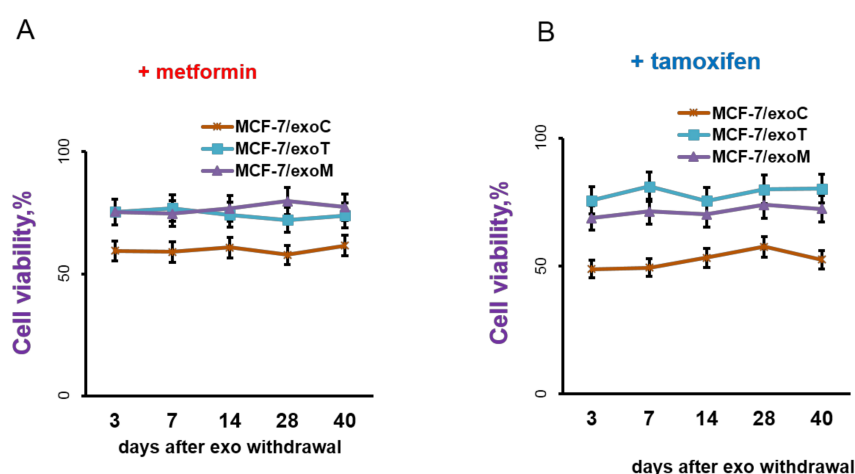 A
+ metformin
MCF-7/exoC
MCF-7/exoT
MCF-7/exoM
Cell viability,%
100
50
0
3 7 14 28 40
days after exo withdrawal
B
+ tamoxifen
MCF-7/exoC
MCF-7/exoT
MCF-7/exoM
Cell viability,%
100
50
0
3 7 14 28 40
days after exo withdrawal